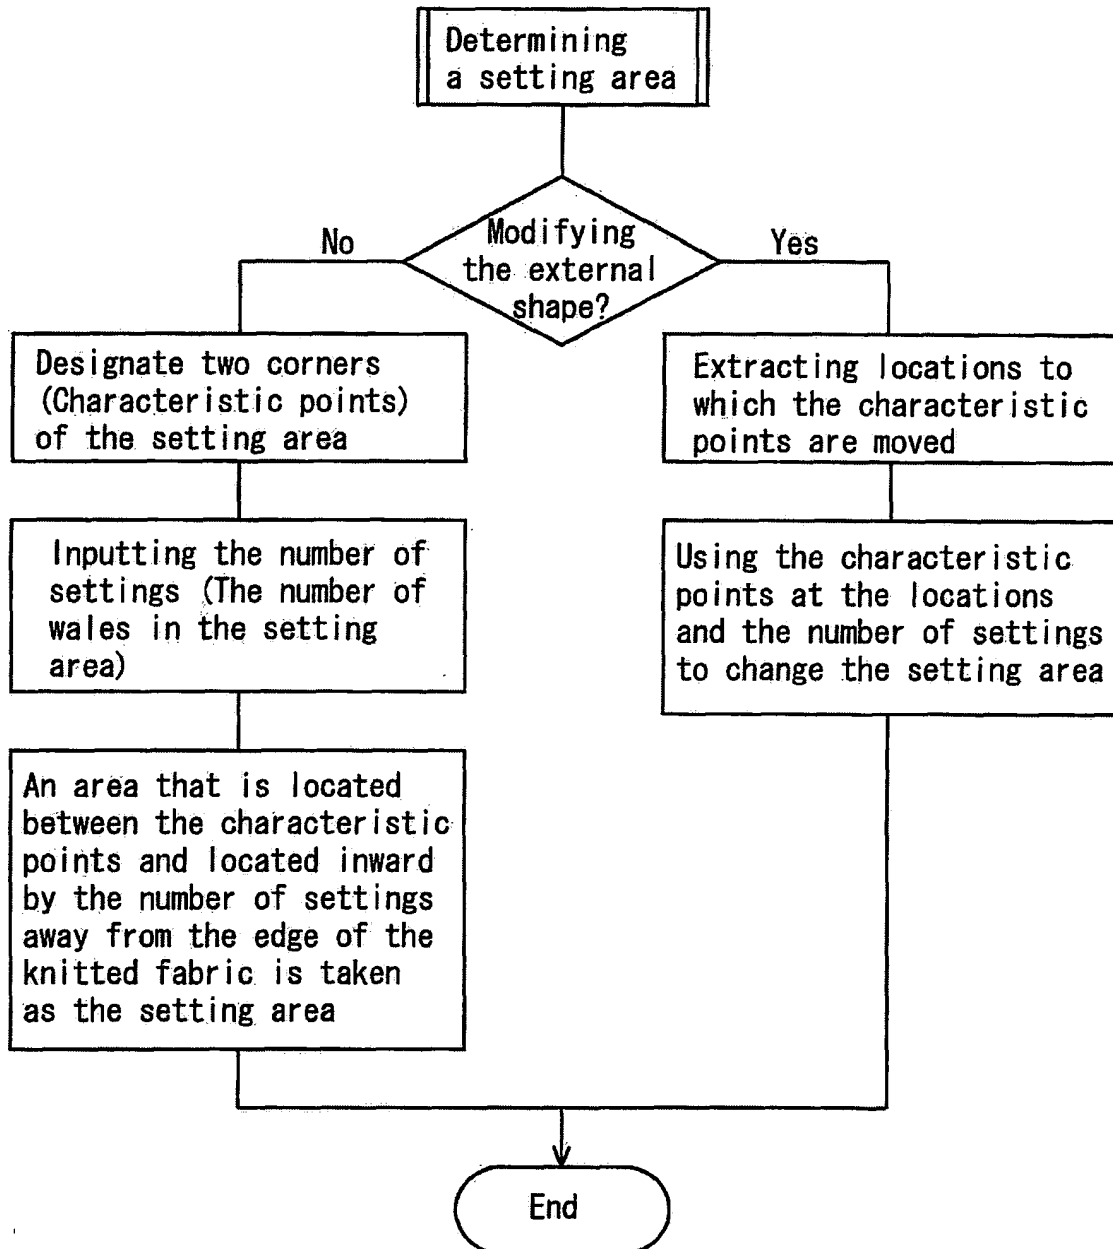 Determining
a setting area
Modifying
the external
shape?
No
Yes
Designate two corners
(Characteristic points)
of the setting area
Inputting the number of
settings (The number of
wales in the setting
area)
An area that is located
between the characteristic
points and located inward
by the number of settings
away from the edge of the
knitted fabric is taken
as the setting area
Extracting locations to
which the characteristic
points are moved
Using the characteristic
points at the locations
and the number of settings
to change the setting area
End